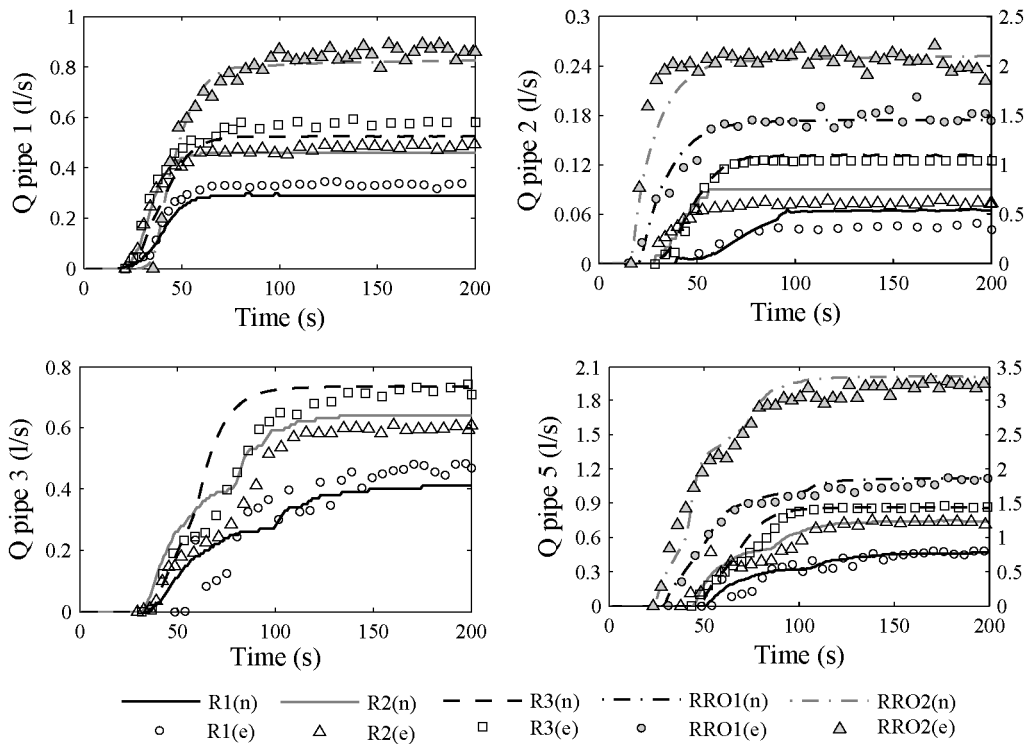 1
0.8
0.6
0.4
0.2
0
Q pipe 1 (l/s)
0 50 100 150 200
Time (s)
0.3
0.24
0.18
0.12
0.06
0
Q pipe 2 (l/s)
2.5
2
1.5
1
0.5
0
0 50 100 150 200
Time (s)
0.8
0.6
0.4
0.2
0
Q pipe 3 (l/s)
0 50 100 150 200
Time (s)
2.1
1.8
1.5
1.2
0.9
0.6
0.3
0
Q pipe 5 (l/s)
3.5
3
2.5
2
1.5
1
0.5
0
0 50 100 150 200
Time (s)
R1(n) R2(n) R3(n) RRO1(n) RRO2(n)
R1(e) R2(e) R3(e) RRO1(e) RRO2(e)